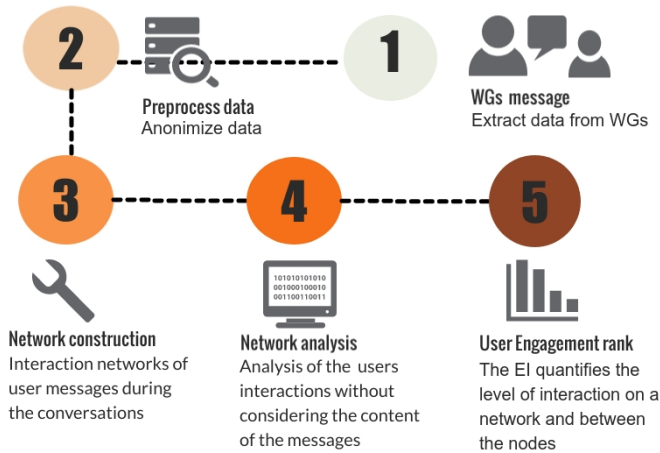 1
WGs message
Extract data from WGs
2
Preprocess data
Anonimize data
3
Network construction
Interaction networks of
user messages during
the conversations
4
101010101010
001000100010
001100110011
Network analysis
Analysis of the users
interactions without
considering the content
of the messages
5
User Engagement rank
The EI quantifies the
level of interaction on a
network and between
the nodes